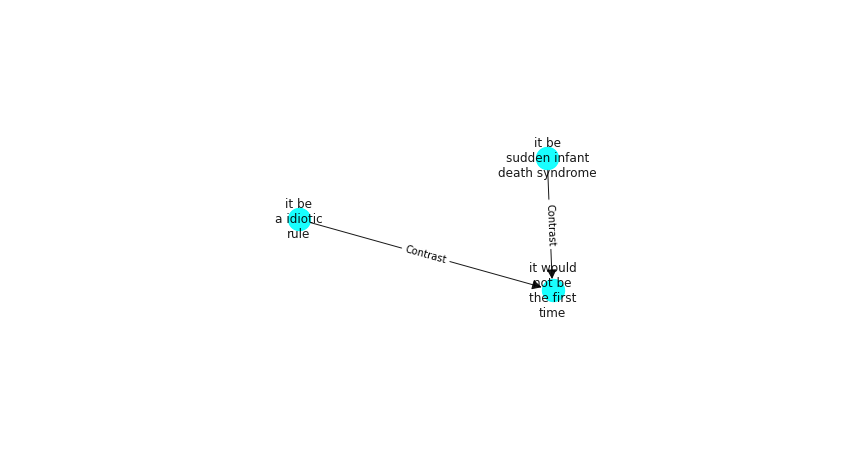 it be
sudden infant
death syndrome
it be
a idiotic
rule
Contrast
Contrast
it would
not be
the first
time